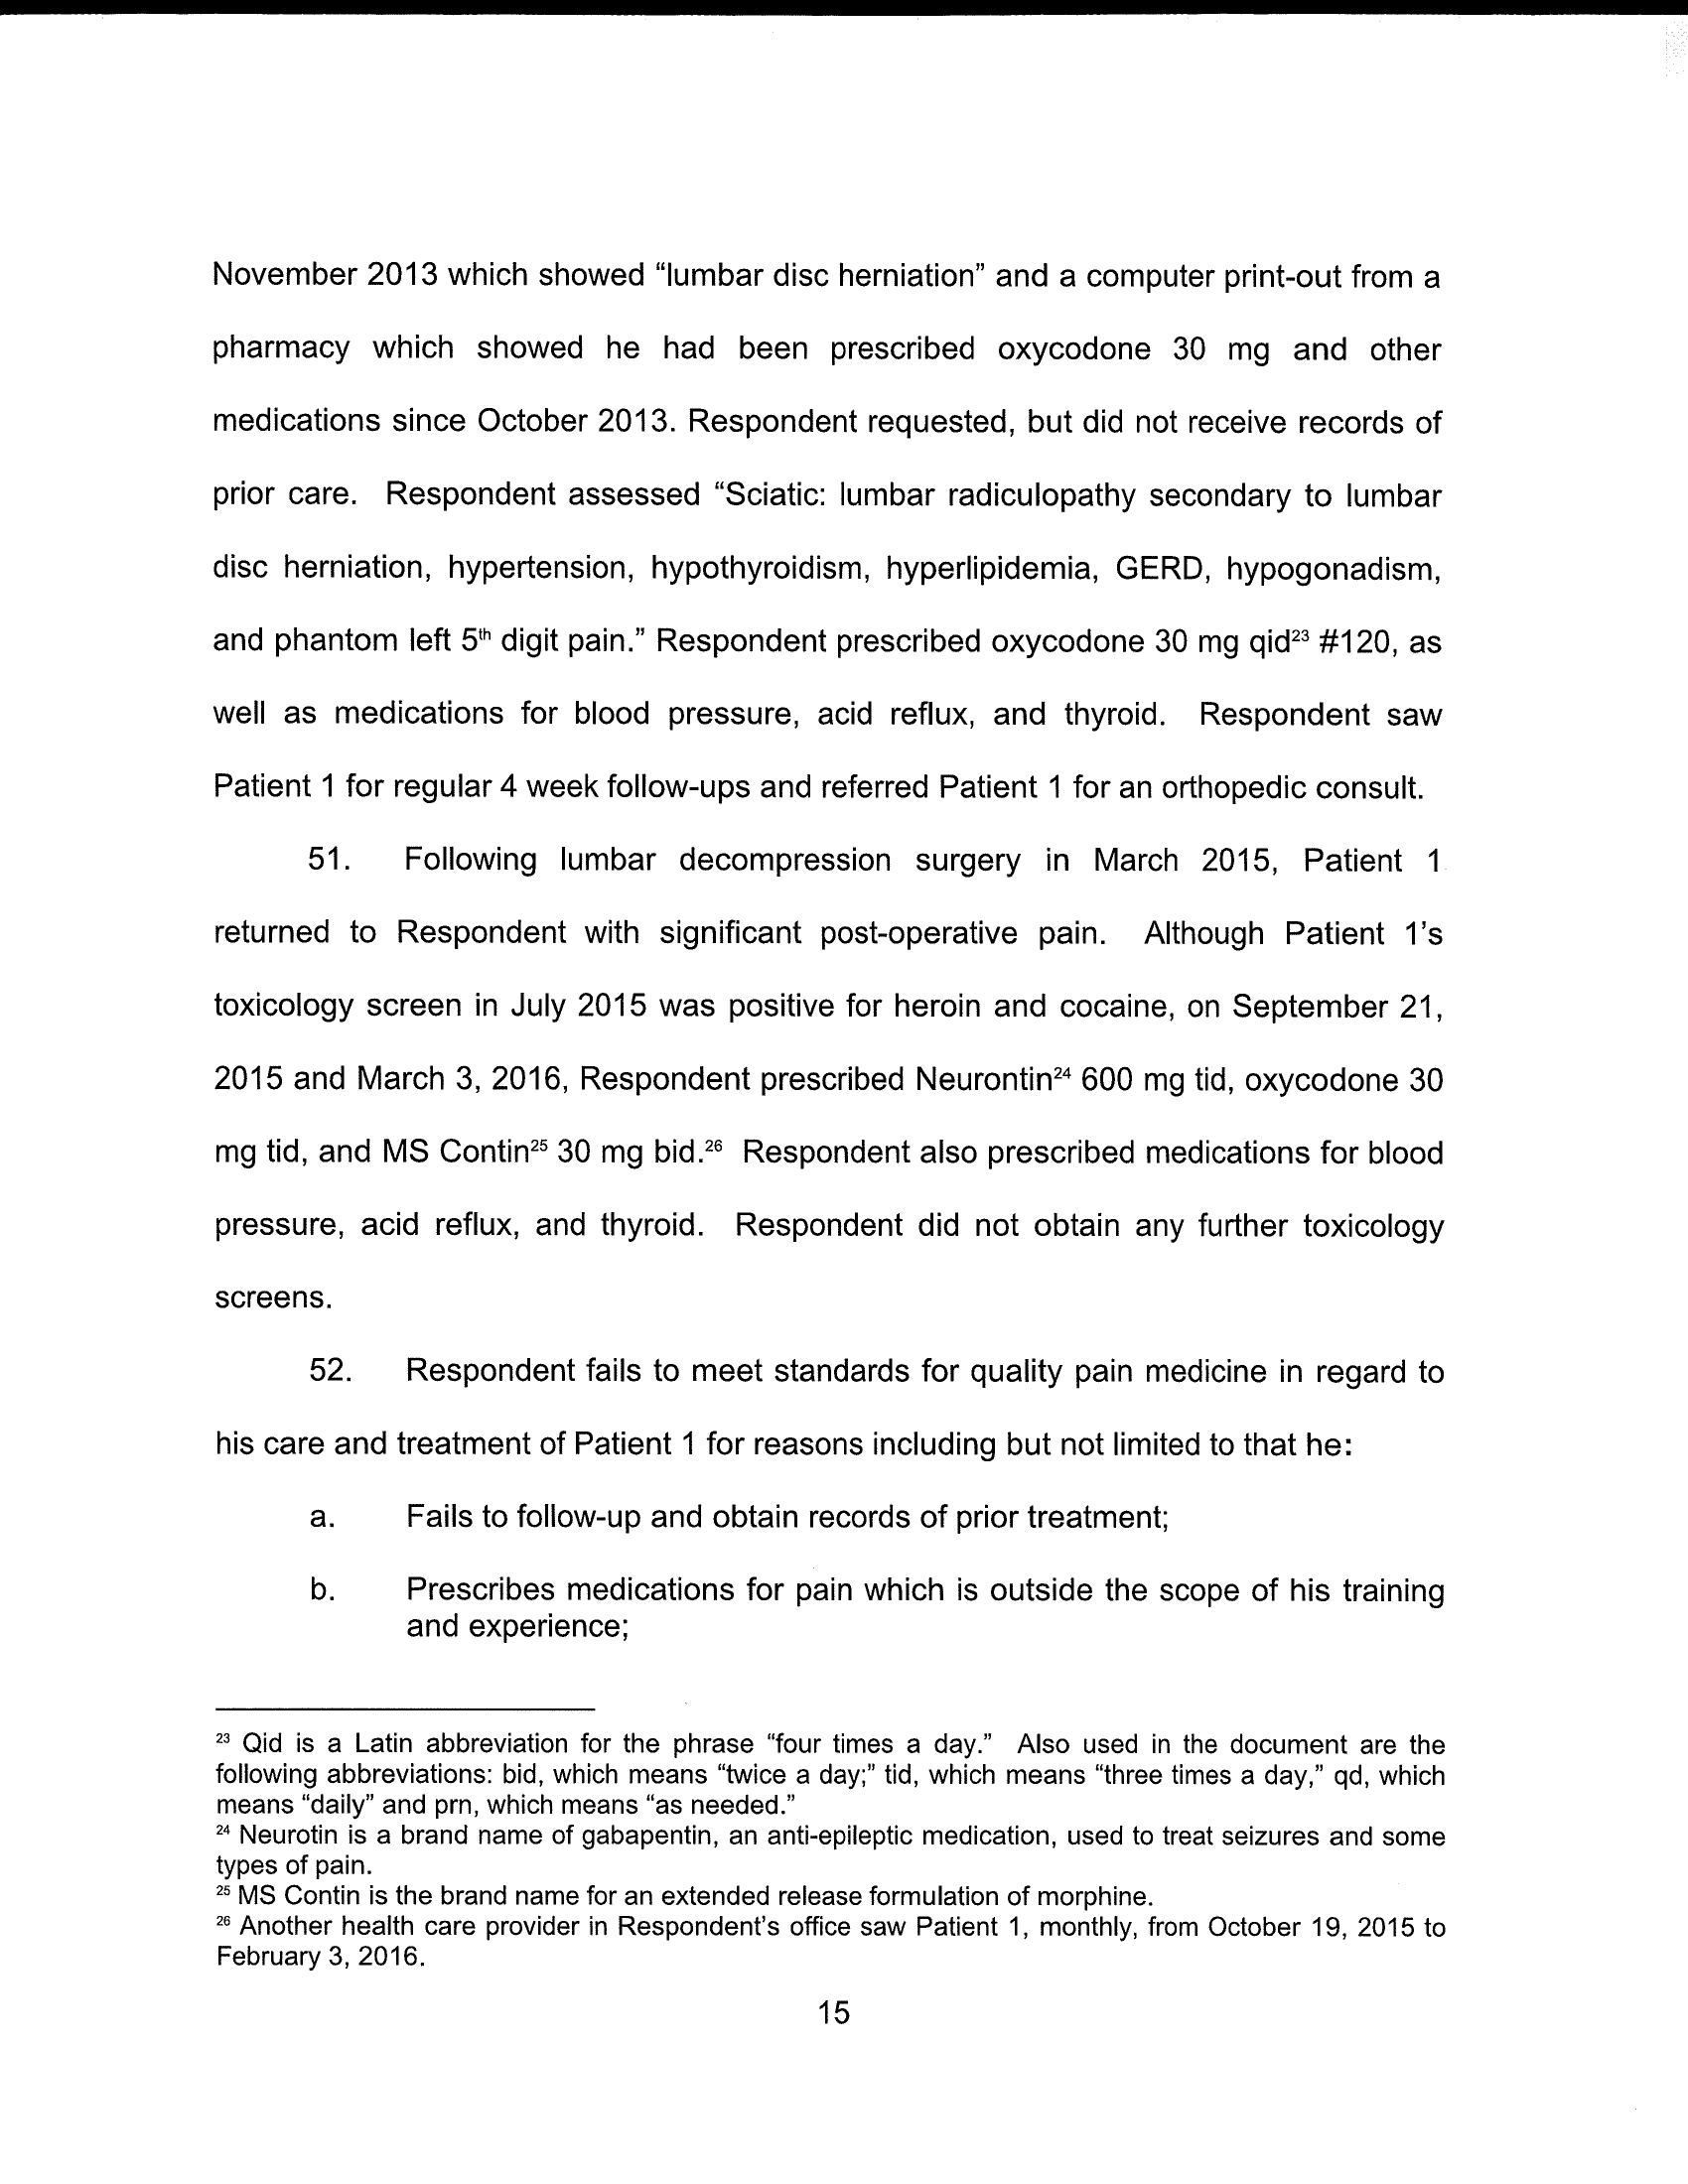 November 2013 which showed “lumbar disc herniation” and a computer print-out from a
pharmacy which showed he had been prescribed oxycodone 30 mg and other
medications since October 2013. Respondent requested, but did not receive records of
prior care. Respondent assessed “Sciatic: lumbar radiculopathy secondary to lumbar
disc herniation, hypertension, hypothyroidism, hyperlipidemia, GERD, hypogonadism,
and phantom left 5th digit pain.” Respondent prescribed oxycodone 30 mg qid23 #120, as
well as medications for blood pressure, acid reflux, and thyroid. Respondent saw
Patient 1 for regular 4 week follow-ups and referred Patient 1 for an orthopedic consult.
51. Following lumbar decompression surgery in March 2015, Patient 1
returned to Respondent with significant post-operative pain. Although Patient 1’s
toxicology screen in July 2015 was positive for heroin and cocaine, on September 21,
2015 and March 3, 2016, Respondent prescribed Neurontin24 600 mg tid, oxycodone 30
mg tid, and MS Contin25 30 mg bid.26 Respondent also prescribed medications for blood
pressure, acid reflux, and thyroid. Respondent did not obtain any further toxicology
screens.
52. Respondent fails to meet standards for quality pain medicine in regard to
his care and treatment of Patient 1 for reasons including but not limited to that he:
a. Fails to follow-up and obtain records of prior treatment;
b. Prescribes medications for pain which is outside the scope of his training
and experience;
23 Qid is a Latin abbreviation for the phrase “four times a day.” Also used in the document are the
following abbreviations: bid, which means “twice a day;” tid, which means “three times a day,” qd, which
means “daily” and prn, which means “as needed.”
24 Neurotin is a brand name of gabapentin, an anti-epileptic medication, used to treat seizures and some
types of pain.
25 MS Contin is the brand name for an extended release formulation of morphine.
26 Another health care provider in Respondent’s office saw Patient 1, monthly, from October 19, 2015 to
February 3, 2016.
15